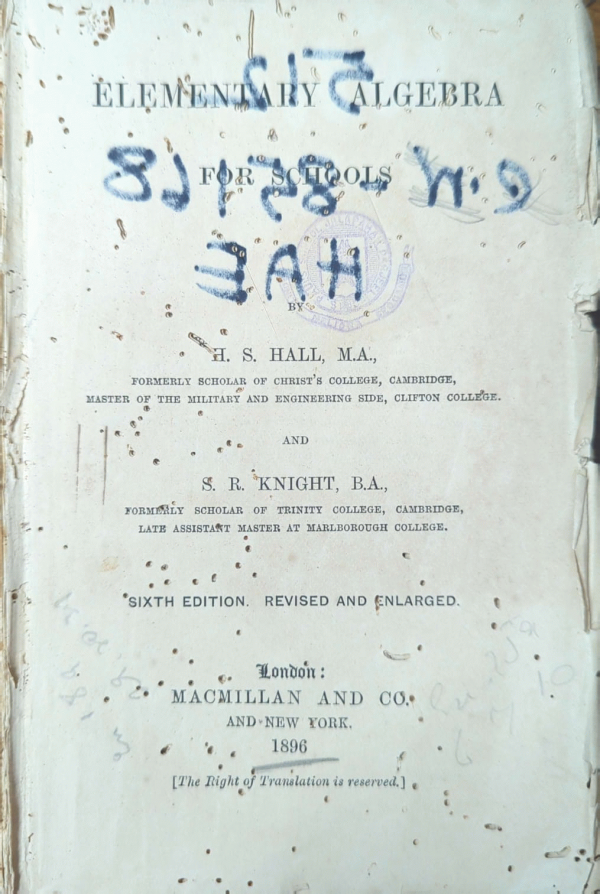 ELEMENTARY ALGEBRA
512
FOR SCHOOLS
HAE
BY
H. S. HALL, M.A.,
FORMERLY SCHOLAR OF CHRIST'S COLLEGE, CAMBRIDGE,
MASTER OF THE MILITARY AND ENGINEERING SIDE, CLIFTON COLLEGE.
AND
S. R. KNIGHT, B.A.,
FORMERLY SCHOLAR OF TRINITY COLLEGE, CAMBRIDGE,
LATE ASSISTANT MASTER AT MARLBOROUGH COLLEGE.
SIXTH EDITION. REVISED AND ENLARGED.
London:
MACMILLAN AND CO.
AND NEW YORK.
1896
[The Right of Translation is reserved.]